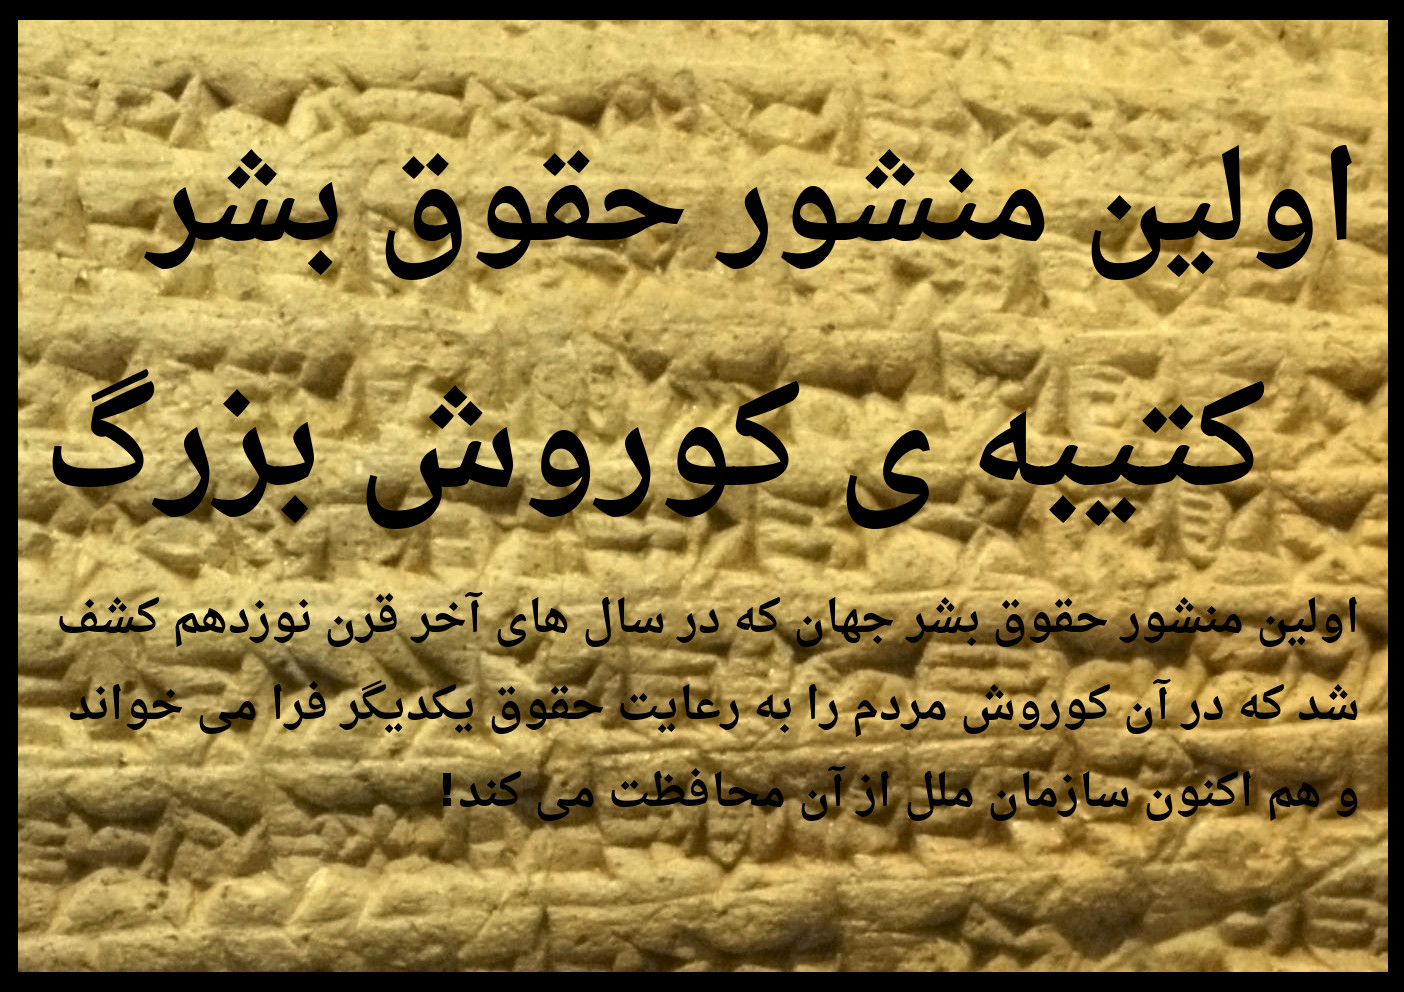 اولین منشور حقوق بشر
کتیبه ی کوروش بزرگ
اولین منشور حقوق بشر جهان که در سال های آخر قرن نوزدهم کشف
شد که در آن کوروش مردم را به رعایت حقوق یکدیگر فرا می خواند
و هم اکنون سازمان ملل از آن محافظت می کند!